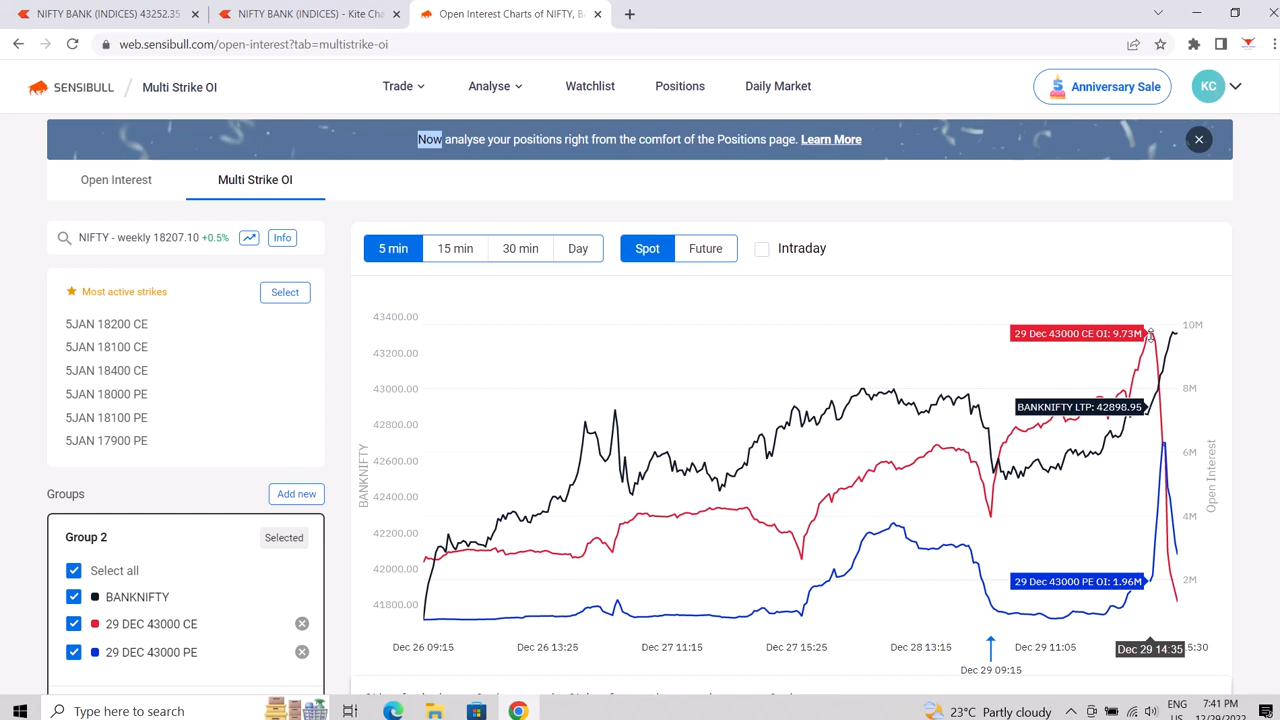 NIFTY BANK (INDICES) 43252.35
NIFTY BANK (INDICES) - Kite Cha
Open Interest Charts of NIFTY, B
web.sensibull.com/open-interest?tab=multistrike-oi
SENSIBULL / Multi Strike OI
Trade
Analyse
Watchlist
Positions
Daily Market
5 Anniversary Sale
KC
Now analyse your positions right from the comfort of the Positions page. Learn More
Open Interest
Multi Strike OI
NIFTY - weekly 18207.10 +0.5%
Info
5 min
15 min
30 min
Day
Spot
Future
Intraday
Most active strikes
Select
5JAN 18200 CE
5JAN 18100 CE
5JAN 18400 CE
5JAN 18000 PE
5JAN 18100 PE
5JAN 17900 PE
Groups
Add new
Group 2
Selected
Select all
BANKNIFTY
29 DEC 43000 CE
29 DEC 43000 PE
BANKNIFTY
43400.00
43200.00
43000.00
42800.00
42600.00
42400.00
42200.00
42000.00
41800.00
29 Dec 43000 CE OI: 9.73M
BANKNIFTY LTP: 42898.95
29 Dec 43000 PE OI: 1.96M
10M
8M
6M
4M
2M
Open Interest
Dec 26 09:15
Dec 26 13:25
Dec 27 11:15
Dec 27 15:25
Dec 28 13:15
Dec 29 11:05
Dec 29 14:35
5:30
Dec 29 09:15
Type here to search
23°C Partly cloudy
ENG
7:41 PM